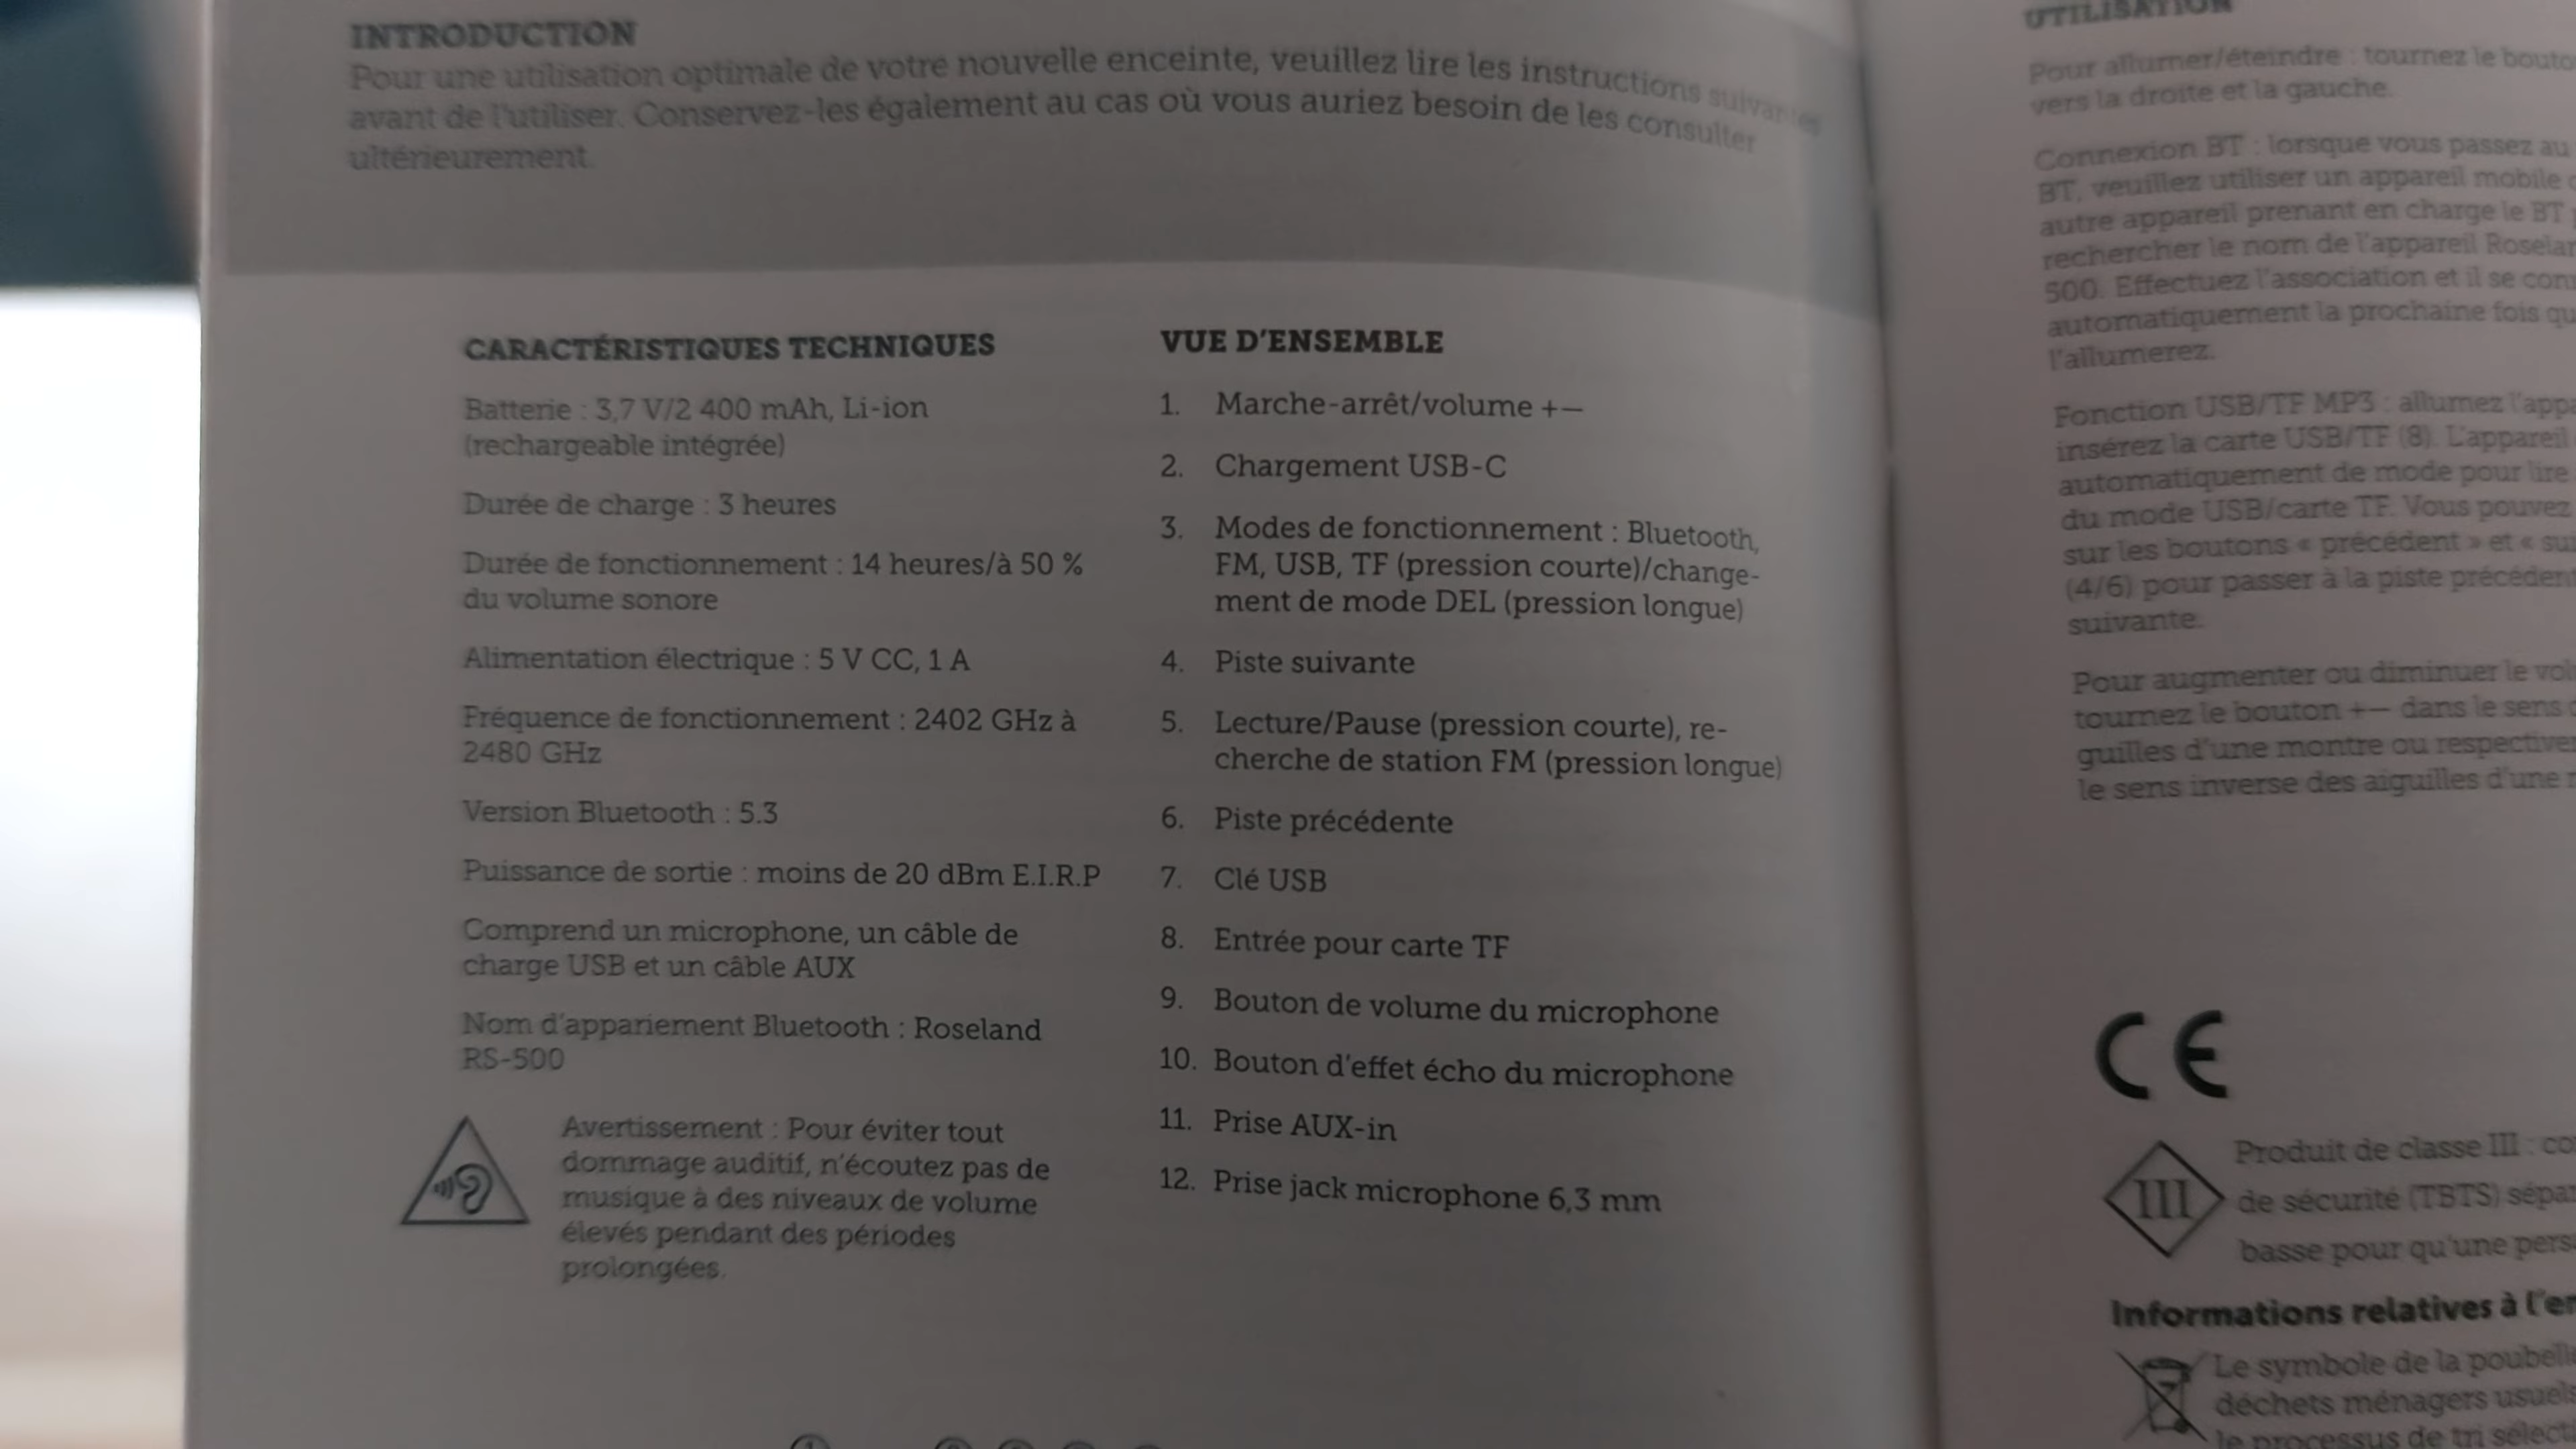 INTRODUCTION
Pour une utilisation optimale de votre nouvelle enceinte, veuillez lire les instructions suivantes
avant de l'utiliser. Conservez-les également au cas où vous auriez besoin de les consulter
ultérieurement.
CARACTÉRISTIQUES TECHNIQUES
Batterie : 3,7 V/2 400 mAh, Li-ion
(rechargeable intégrée)
Durée de charge : 3 heures
Durée de fonctionnement : 14 heures/à 50 %
du volume sonore
Alimentation électrique : 5 V CC, 1 A
Fréquence de fonctionnement : 2402 GHz à
2480 GHz
Version Bluetooth : 5.3
Puissance de sortie : moins de 20 dBm E.I.R.P
Comprend un microphone, un câble de
charge USB et un câble AUX
Nom d'appariement Bluetooth : Roseland
RS-500
Avertissement : Pour éviter tout
dommage auditif, n'écoutez pas de
musique à des niveaux de volume
élevés pendant des périodes
prolongées.
VUE D'ENSEMBLE
1. Marche-arrêt/volume +—
2. Chargement USB-C
3. Modes de fonctionnement : Bluetooth,
FM, USB, TF (pression courte)/change-
ment de mode DEL (pression longue)
4. Piste suivante
5. Lecture/Pause (pression courte), re-
cherche de station FM (pression longue)
6. Piste précédente
7. Clé USB
8. Entrée pour carte TF
9. Bouton de volume du microphone
10. Bouton d'effet écho du microphone
11. Prise AUX-in
12. Prise jack microphone 6,3 mm
UTILISATION
Pour allumer/éteindre : tournez le
vers la droite et la gauche.
Connexion BT : lorsque vous passez au
BT, veuillez utiliser un appareil mobile
autre appareil prenant en charge le BT
rechercher le nom de l'appareil
500. Effectuez l'association et il se
automatiquement la prochaine fois
l'allumerez.
Fonction USB/TF MP3 : allumez
insérez la carte USB/TF (8). L'appareil
automatiquement de mode pour lire
du mode USB/carte TF. Vous pouvez
sur les boutons « précédent » et «
(4/6) pour passer à la piste
suivante.
Pour augmenter ou diminuer le
tournez le bouton +— dans le sens
guilles d'une montre ou
le sens inverse des aiguilles d'une
CE
III
Produit de classe III :
de sécurité (TBTS)
basse pour qu'une
Informations relatives à
Le symbole de la
déchets ménagers
le processus de tri